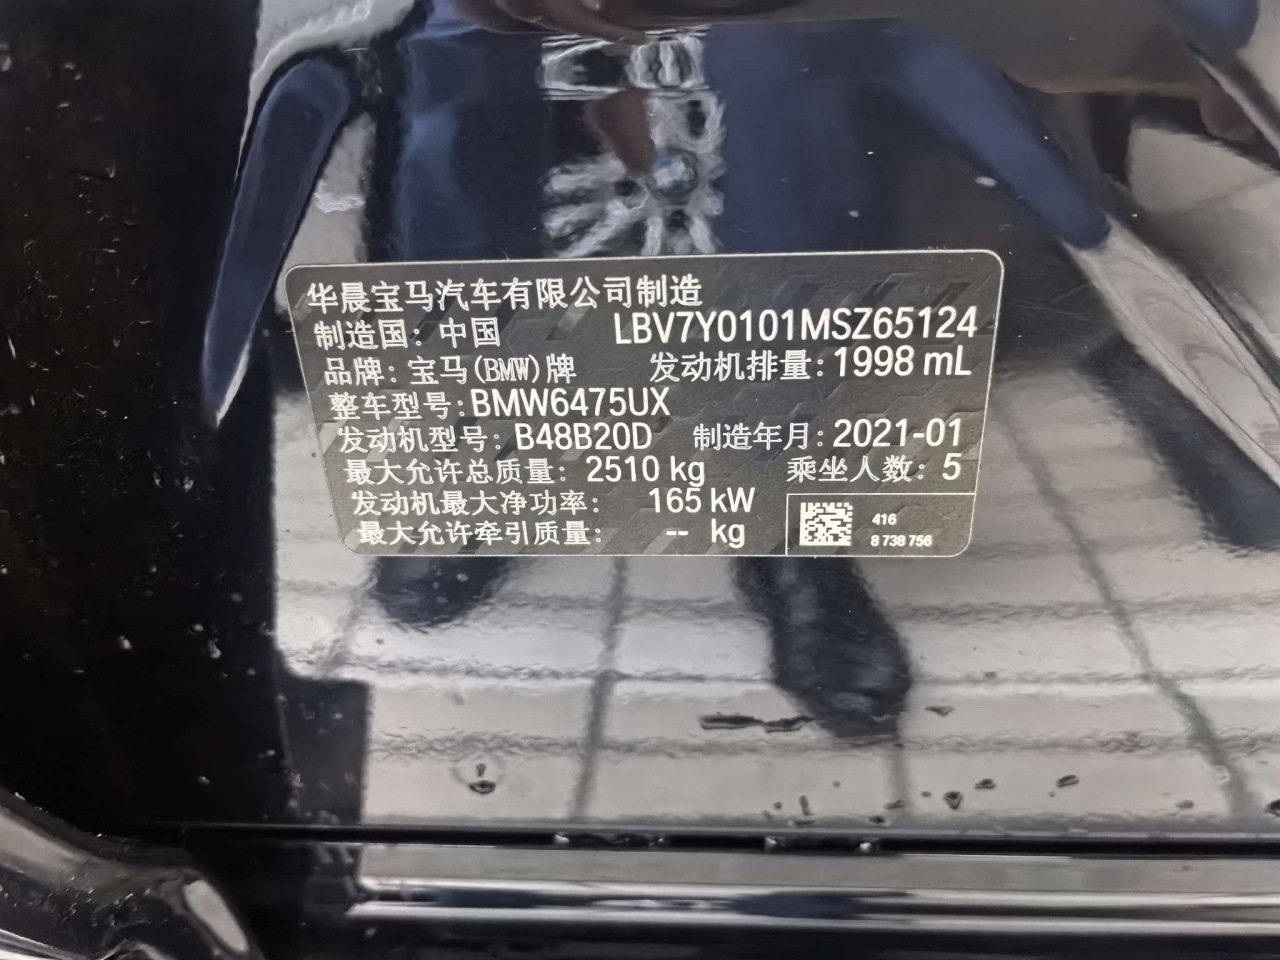 华晨宝马汽车有限公司制造
制造国：中国 LBV7Y0101MSZ65124
品牌：宝马(BMW)牌 发动机排量：1998 mL
整车型号：BMW6475UX
发动机型号：B48B20D 制造年月：2021-01
最大允许总质量：2510 kg 乘坐人数：5
发动机最大净功率：165 kW
最大允许牵引质量：-- kg
416
8 738 756